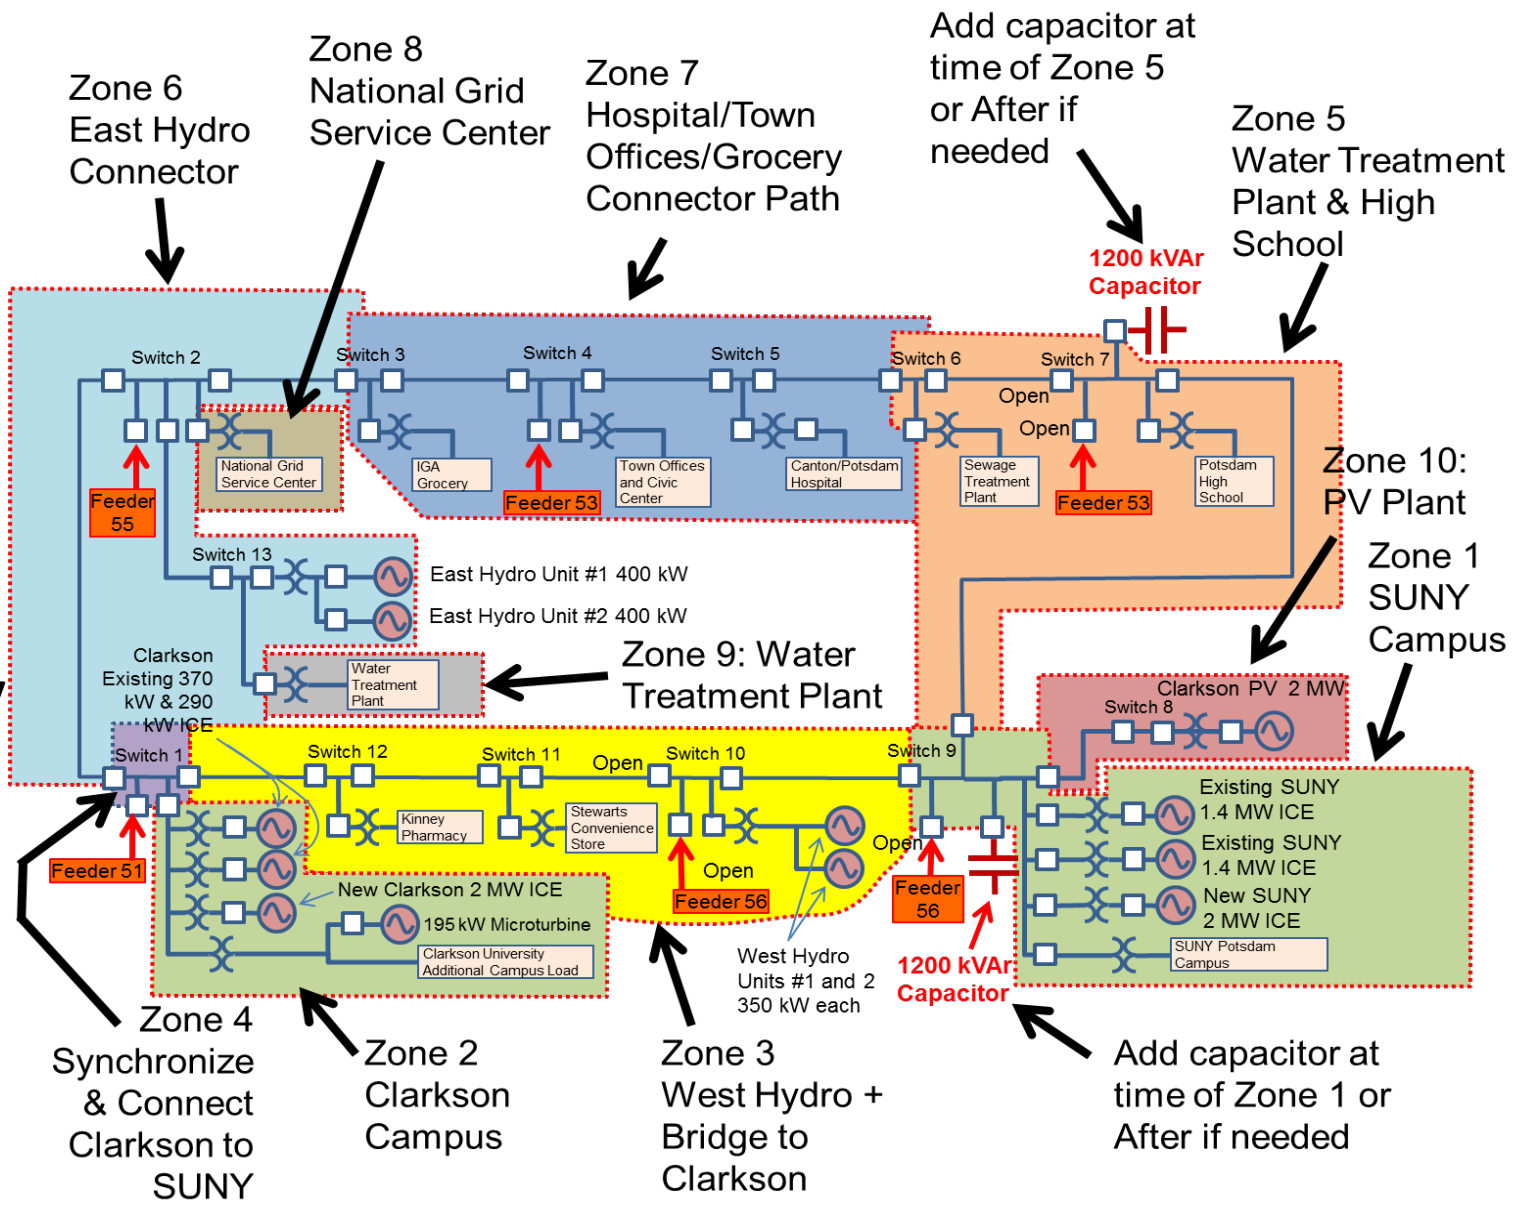 Zone 6
East Hydro
Connector
Zone 8
National Grid
Service Center
Zone 7
Hospital/Town
Offices/Grocery
Connector Path
Add capacitor at
time of Zone 5
or After if
needed
Zone 5
Water Treatment
Plant & High
School
1200 kVAr
Capacitor
Switch 2
Switch 3
Switch 4
Switch 5
Switch 6
Switch 7
Open
Open
National Grid
Service Center
IGA
Grocery
Town Offices
and Civic
Center
Canton/Potsdam
Hospital
Sewage
Treatment
Plant
Potsdam
High
School
Feeder
55
Feeder 53
Feeder 53
Zone 10:
PV Plant
Zone 1
SUNY
Campus
Switch 13
East Hydro Unit #1 400 kW
East Hydro Unit #2 400 kW
Clarkson
Existing 370
kW & 290
kW ICE
Water
Treatment
Plant
Zone 9: Water
Treatment Plant
Clarkson PV 2 MW
Switch 8
Switch 1
Switch 12
Switch 11
Open
Switch 10
Switch 9
Kinney
Pharmacy
Stewarts
Convenience
Store
Open
Open
Feeder 51
Feeder 56
Feeder
56
Existing SUNY
1.4 MW ICE
Existing SUNY
1.4 MW ICE
New SUNY
2 MW ICE
SUNY Potsdam
Campus
New Clarkson 2 MW ICE
195 kW Microturbine
Clarkson University
Additional Campus Load
West Hydro
Units #1 and 2
350 kW each
1200 kVAr
Capacitor
Zone 4
Synchronize
& Connect
Clarkson to
SUNY
Zone 2
Clarkson
Campus
Zone 3
West Hydro +
Bridge to
Clarkson
Add capacitor at
time of Zone 1 or
After if needed